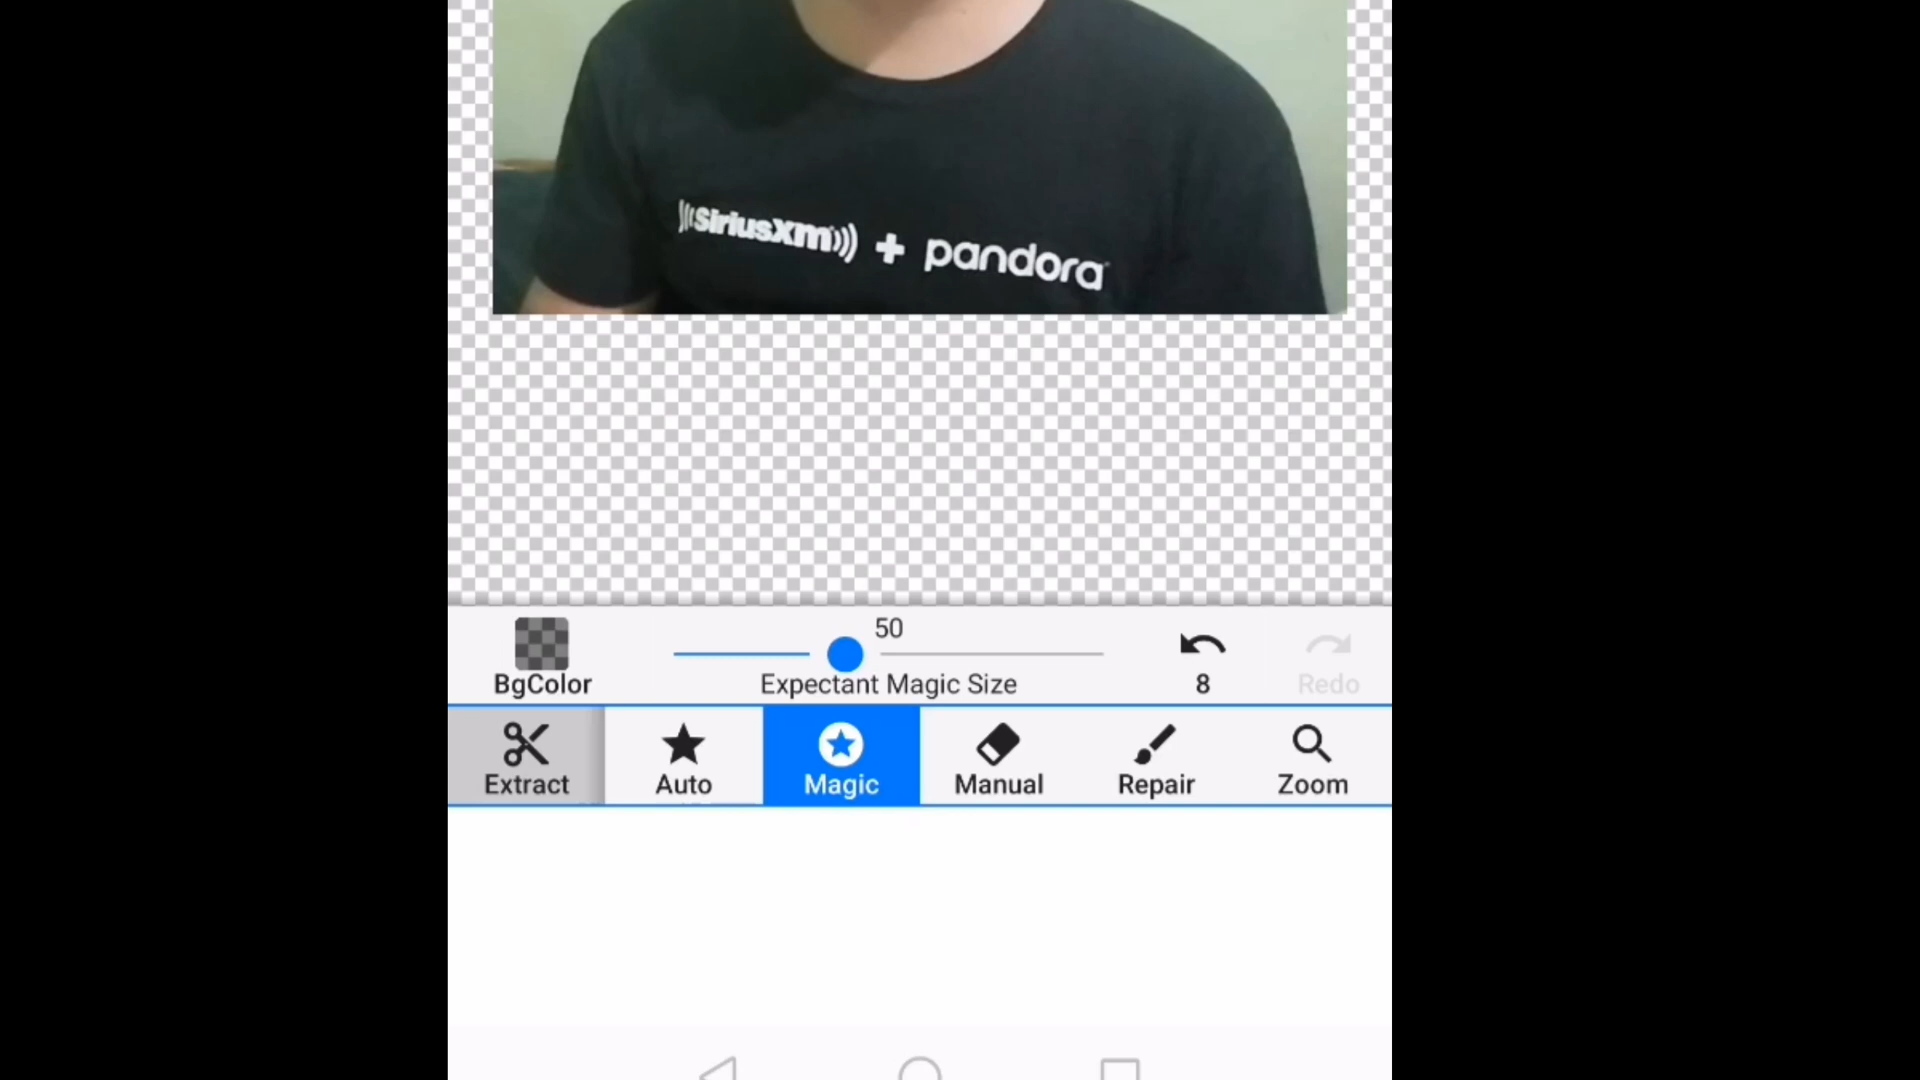 ((SiriusXM)) + pandora
50
BgColor
Expectant Magic Size
8
Redo
Extract
Auto
Magic
Manual
Repair
Zoom